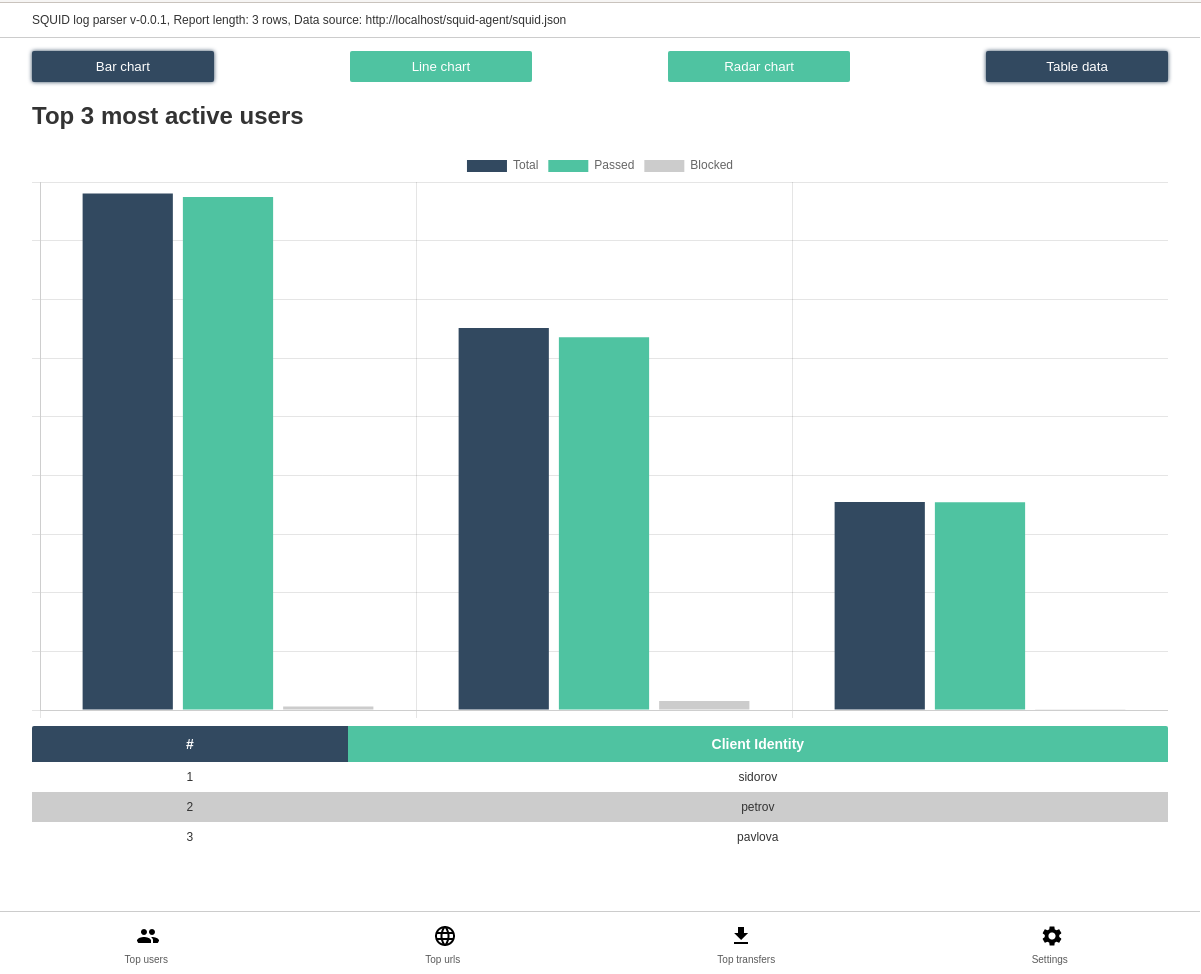 SQUID log parser v-0.0.1, Report length: 3 rows, Data source: http://localhost/squid-agent/squid.json
Bar chart Line chart Radar chart Table data
Top 3 most active users
Total Passed Blocked
# Client Identity
1 sidorov
2 petrov
3 pavlova
Top users Top urls Top transfers Settings